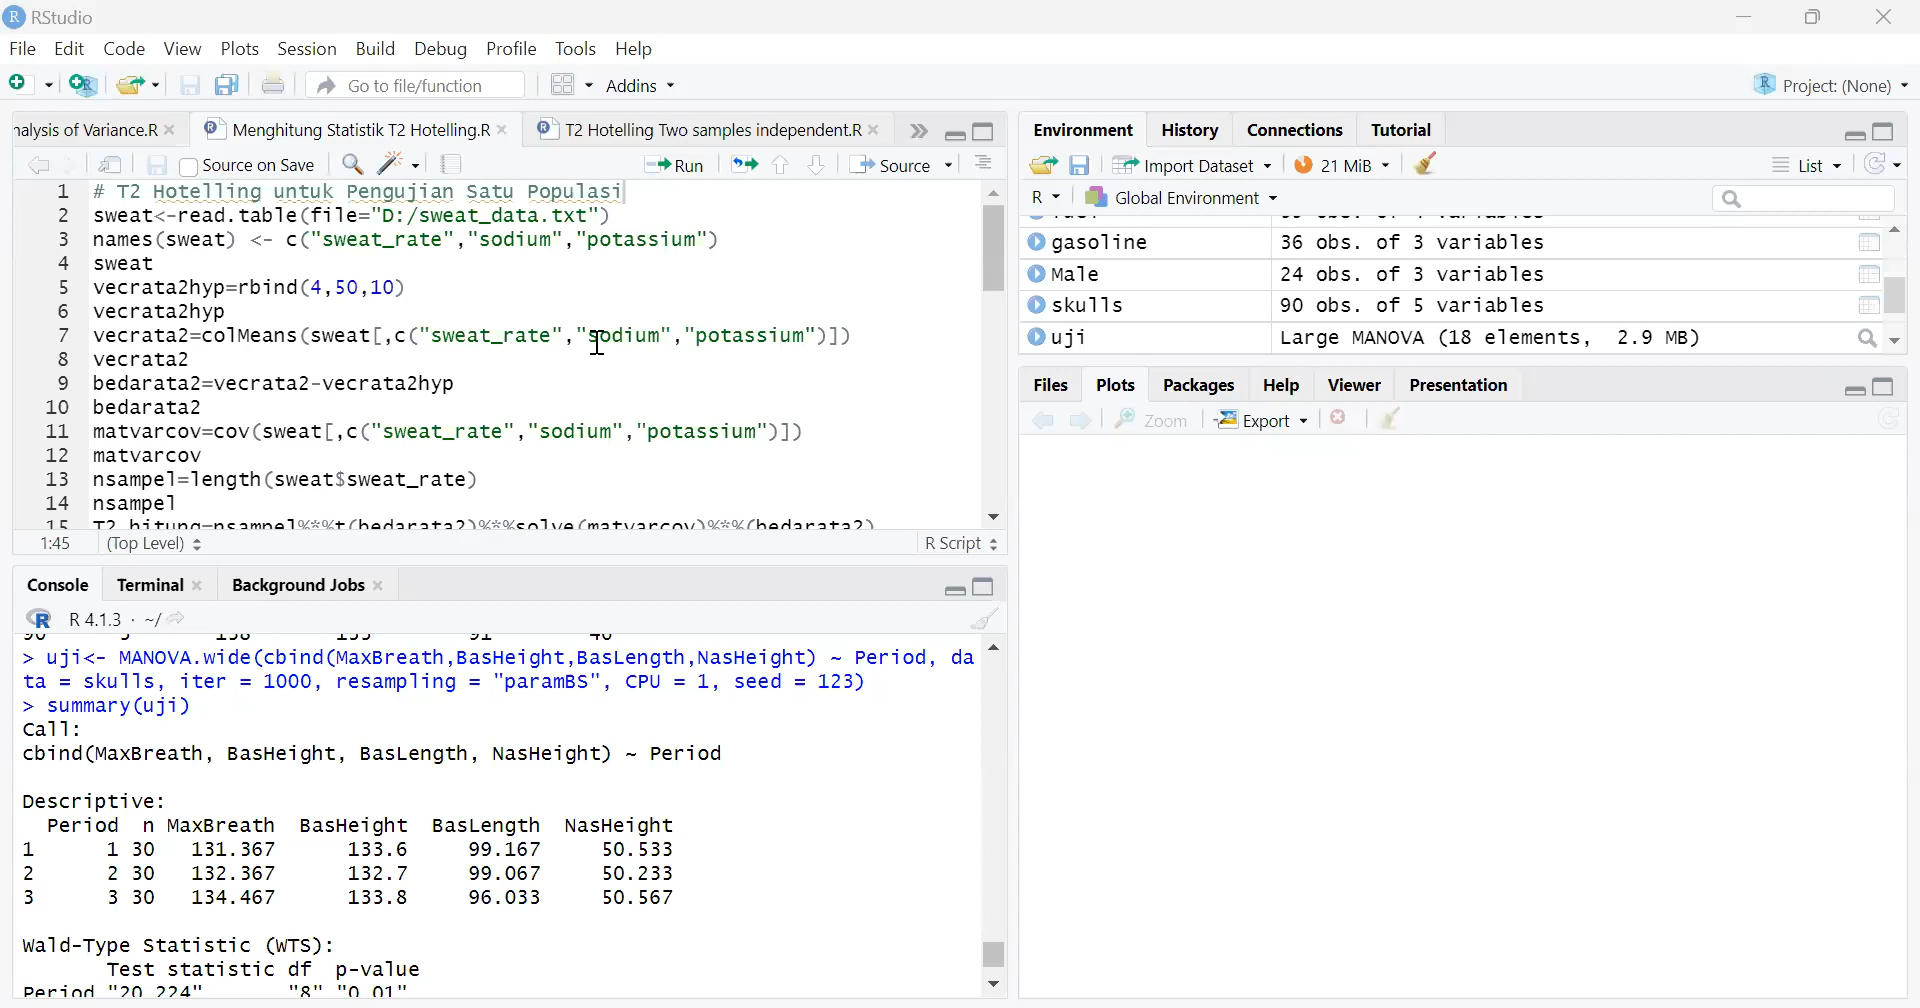 RStudio
File Edit Code View Plots Session Build Debug Profile Tools Help
Go to file/function Addins Project: (None)
nalysis of Variance.R Menghitung Statistik T2 Hotelling.R T2 Hotelling Two samples independent.R
Source on Save Run Source
1 # T2 Hotelling untuk Pengujian Satu Populasi
2 sweat<-read.table(file="D:/sweat_data.txt")
3 names(sweat) <- c("sweat_rate","sodium","potassium")
4 sweat
5 vecrata2hyp=rbind(4,50,10)
6 vecrata2hyp
7 vecrata2=colMeans(sweat[,c("sweat_rate","sodium","potassium")])
8 vecrata2
9 bedarata2=vecrata2-vecrata2hyp
10 bedarata2
11 matvarcov=cov(sweat[,c("sweat_rate","sodium","potassium")])
12 matvarcov
13 nsampel=length(sweat$sweat_rate)
14 nsampel
15 T2_hitung=nsampel%*%t(bedarata2)%*%solve(matvarcov)%*%(bedarata2)
1:45 (Top Level) R Script
Console Terminal Background Jobs
R 4.1.3 · ~/
90 5 138 133 91 46
> uji<- MANOVA.wide(cbind(MaxBreath,BasHeight,BasLength,NasHeight) ~ Period, da
ta = skulls, iter = 1000, resampling = "paramBS", CPU = 1, seed = 123)
> summary(uji)
Call:
cbind(MaxBreath, BasHeight, BasLength, NasHeight) ~ Period
Descriptive:
Period n MaxBreath BasHeight BasLength NasHeight
1 1 30 131.367 133.6 99.167 50.533
2 2 30 132.367 132.7 99.067 50.233
3 3 30 134.467 133.8 96.033 50.567
Wald-Type Statistic (WTS):
Test statistic df p-value
Period "20.224" "8" "0.01"
Environment History Connections Tutorial
Import Dataset 21 MiB List
R Global Environment
gasoline 36 obs. of 3 variables
Male 24 obs. of 3 variables
skulls 90 obs. of 5 variables
uji Large MANOVA (18 elements, 2.9 MB)
Files Plots Packages Help Viewer Presentation
Zoom Export